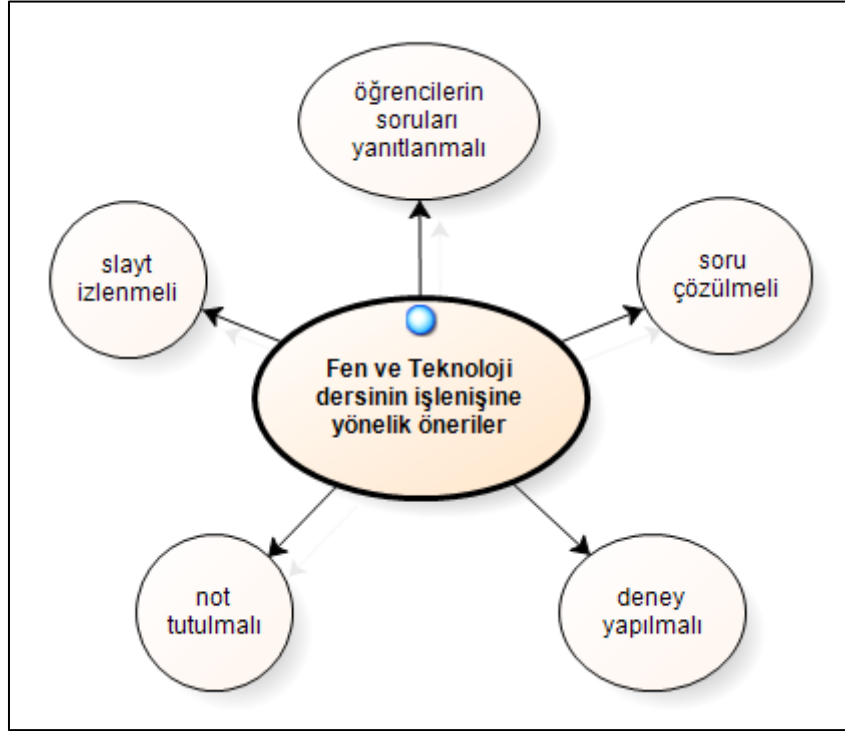 öğrencilerin
soruları
yanıtlanmalı
slayt
izlenmeli
soru
çözülmeli
Fen ve Teknoloji
dersinin işlenişine
yönelik öneriler
not
tutulmalı
deney
yapılmalı